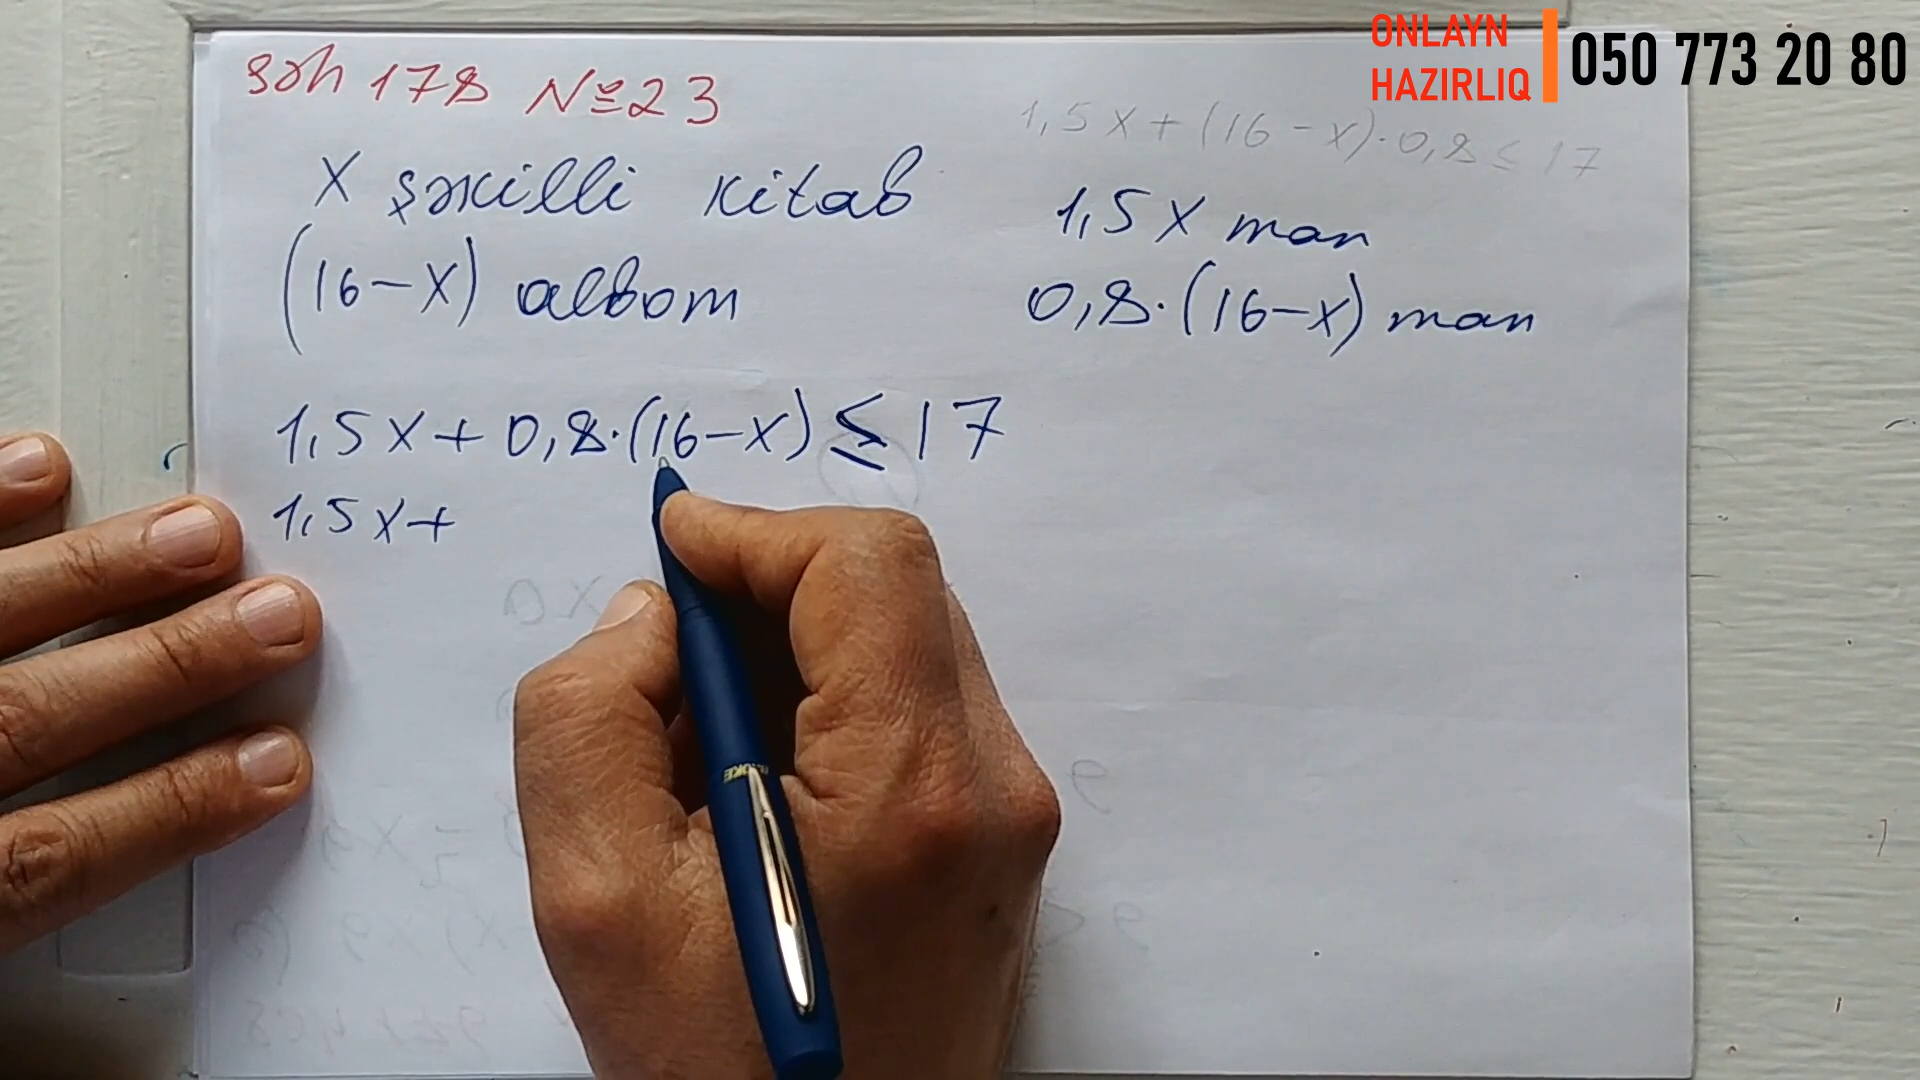 ONLAYN
HAZIRLIQ
050 773 20 80
səh 178 №23
1,5x+(16-x)·0,8≤17
x şəkilli kitab
1,5x man
(16-x) albom
0,8·(16-x) man
1,5x+0,8·(16-x)≤17
1,5x+